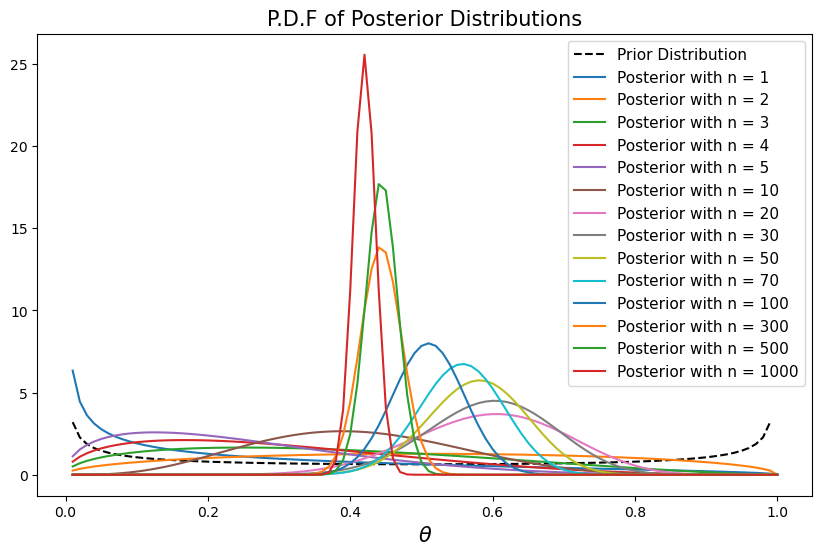 P.D.F of Posterior Distributions
25
20
15
10
5
0
0.0 0.2 0.4 0.6 0.8 1.0
θ
Prior Distribution
Posterior with n = 1
Posterior with n = 2
Posterior with n = 3
Posterior with n = 4
Posterior with n = 5
Posterior with n = 10
Posterior with n = 20
Posterior with n = 30
Posterior with n = 50
Posterior with n = 70
Posterior with n = 100
Posterior with n = 300
Posterior with n = 500
Posterior with n = 1000